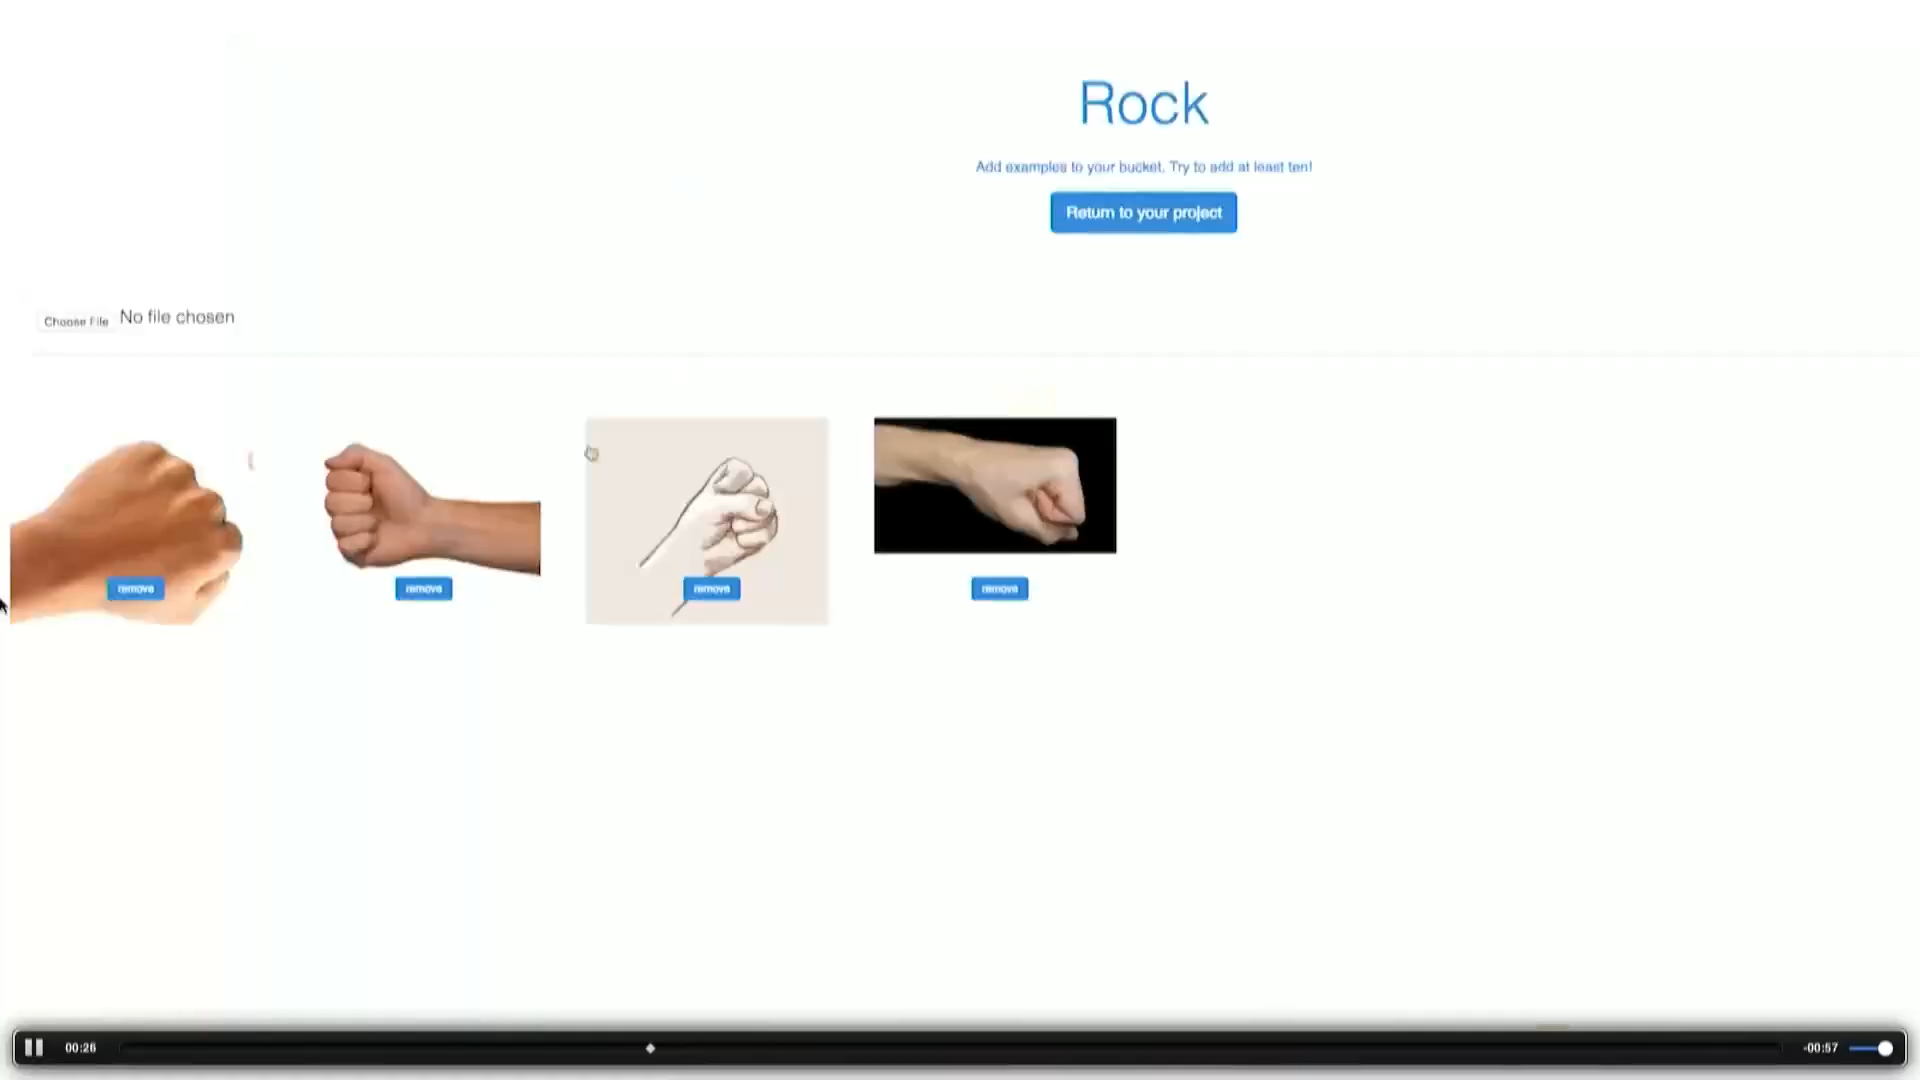 Rock
Add examples to your bucket. Try to add at least ten!
Return to your project
Choose File No file chosen
remove remove remove remove
00:26 -00:57